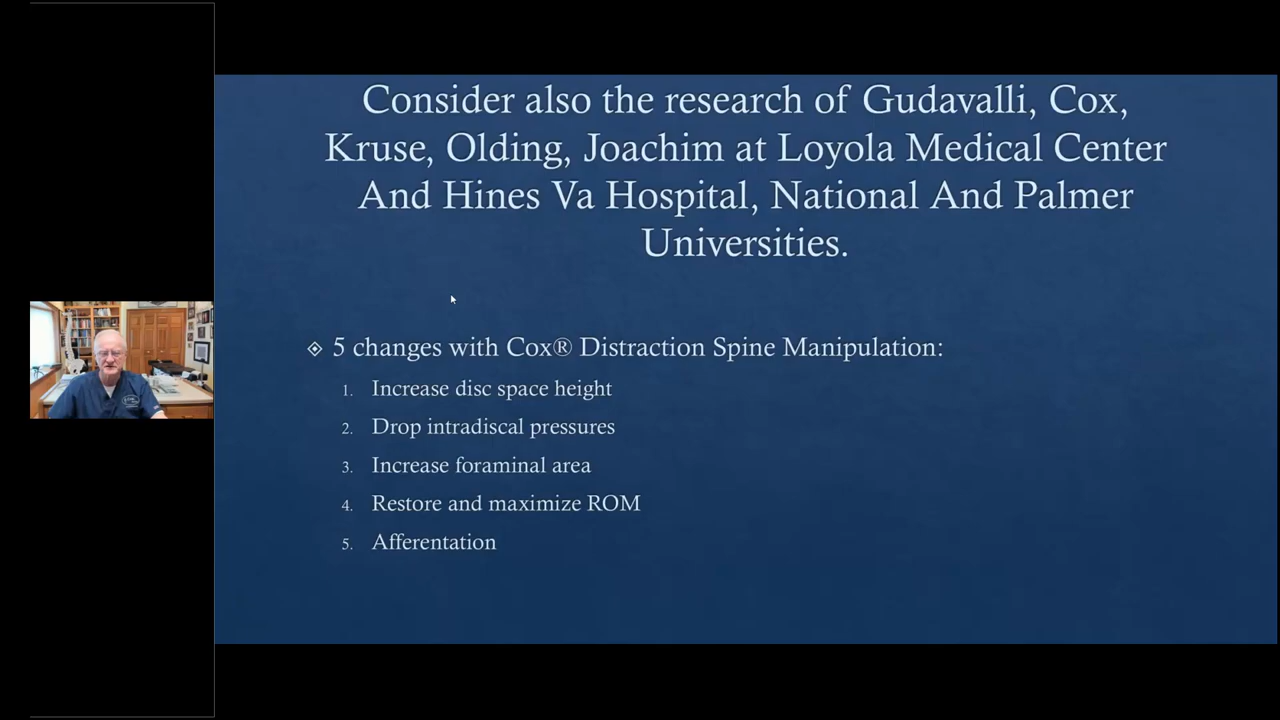 Consider also the research of Gudavalli, Cox,
Kruse, Olding, Joachim at Loyola Medical Center
And Hines Va Hospital, National And Palmer
Universities.
5 changes with Cox® Distraction Spine Manipulation:
1. Increase disc space height
2. Drop intradiscal pressures
3. Increase foraminal area
4. Restore and maximize ROM
5. Afferentation